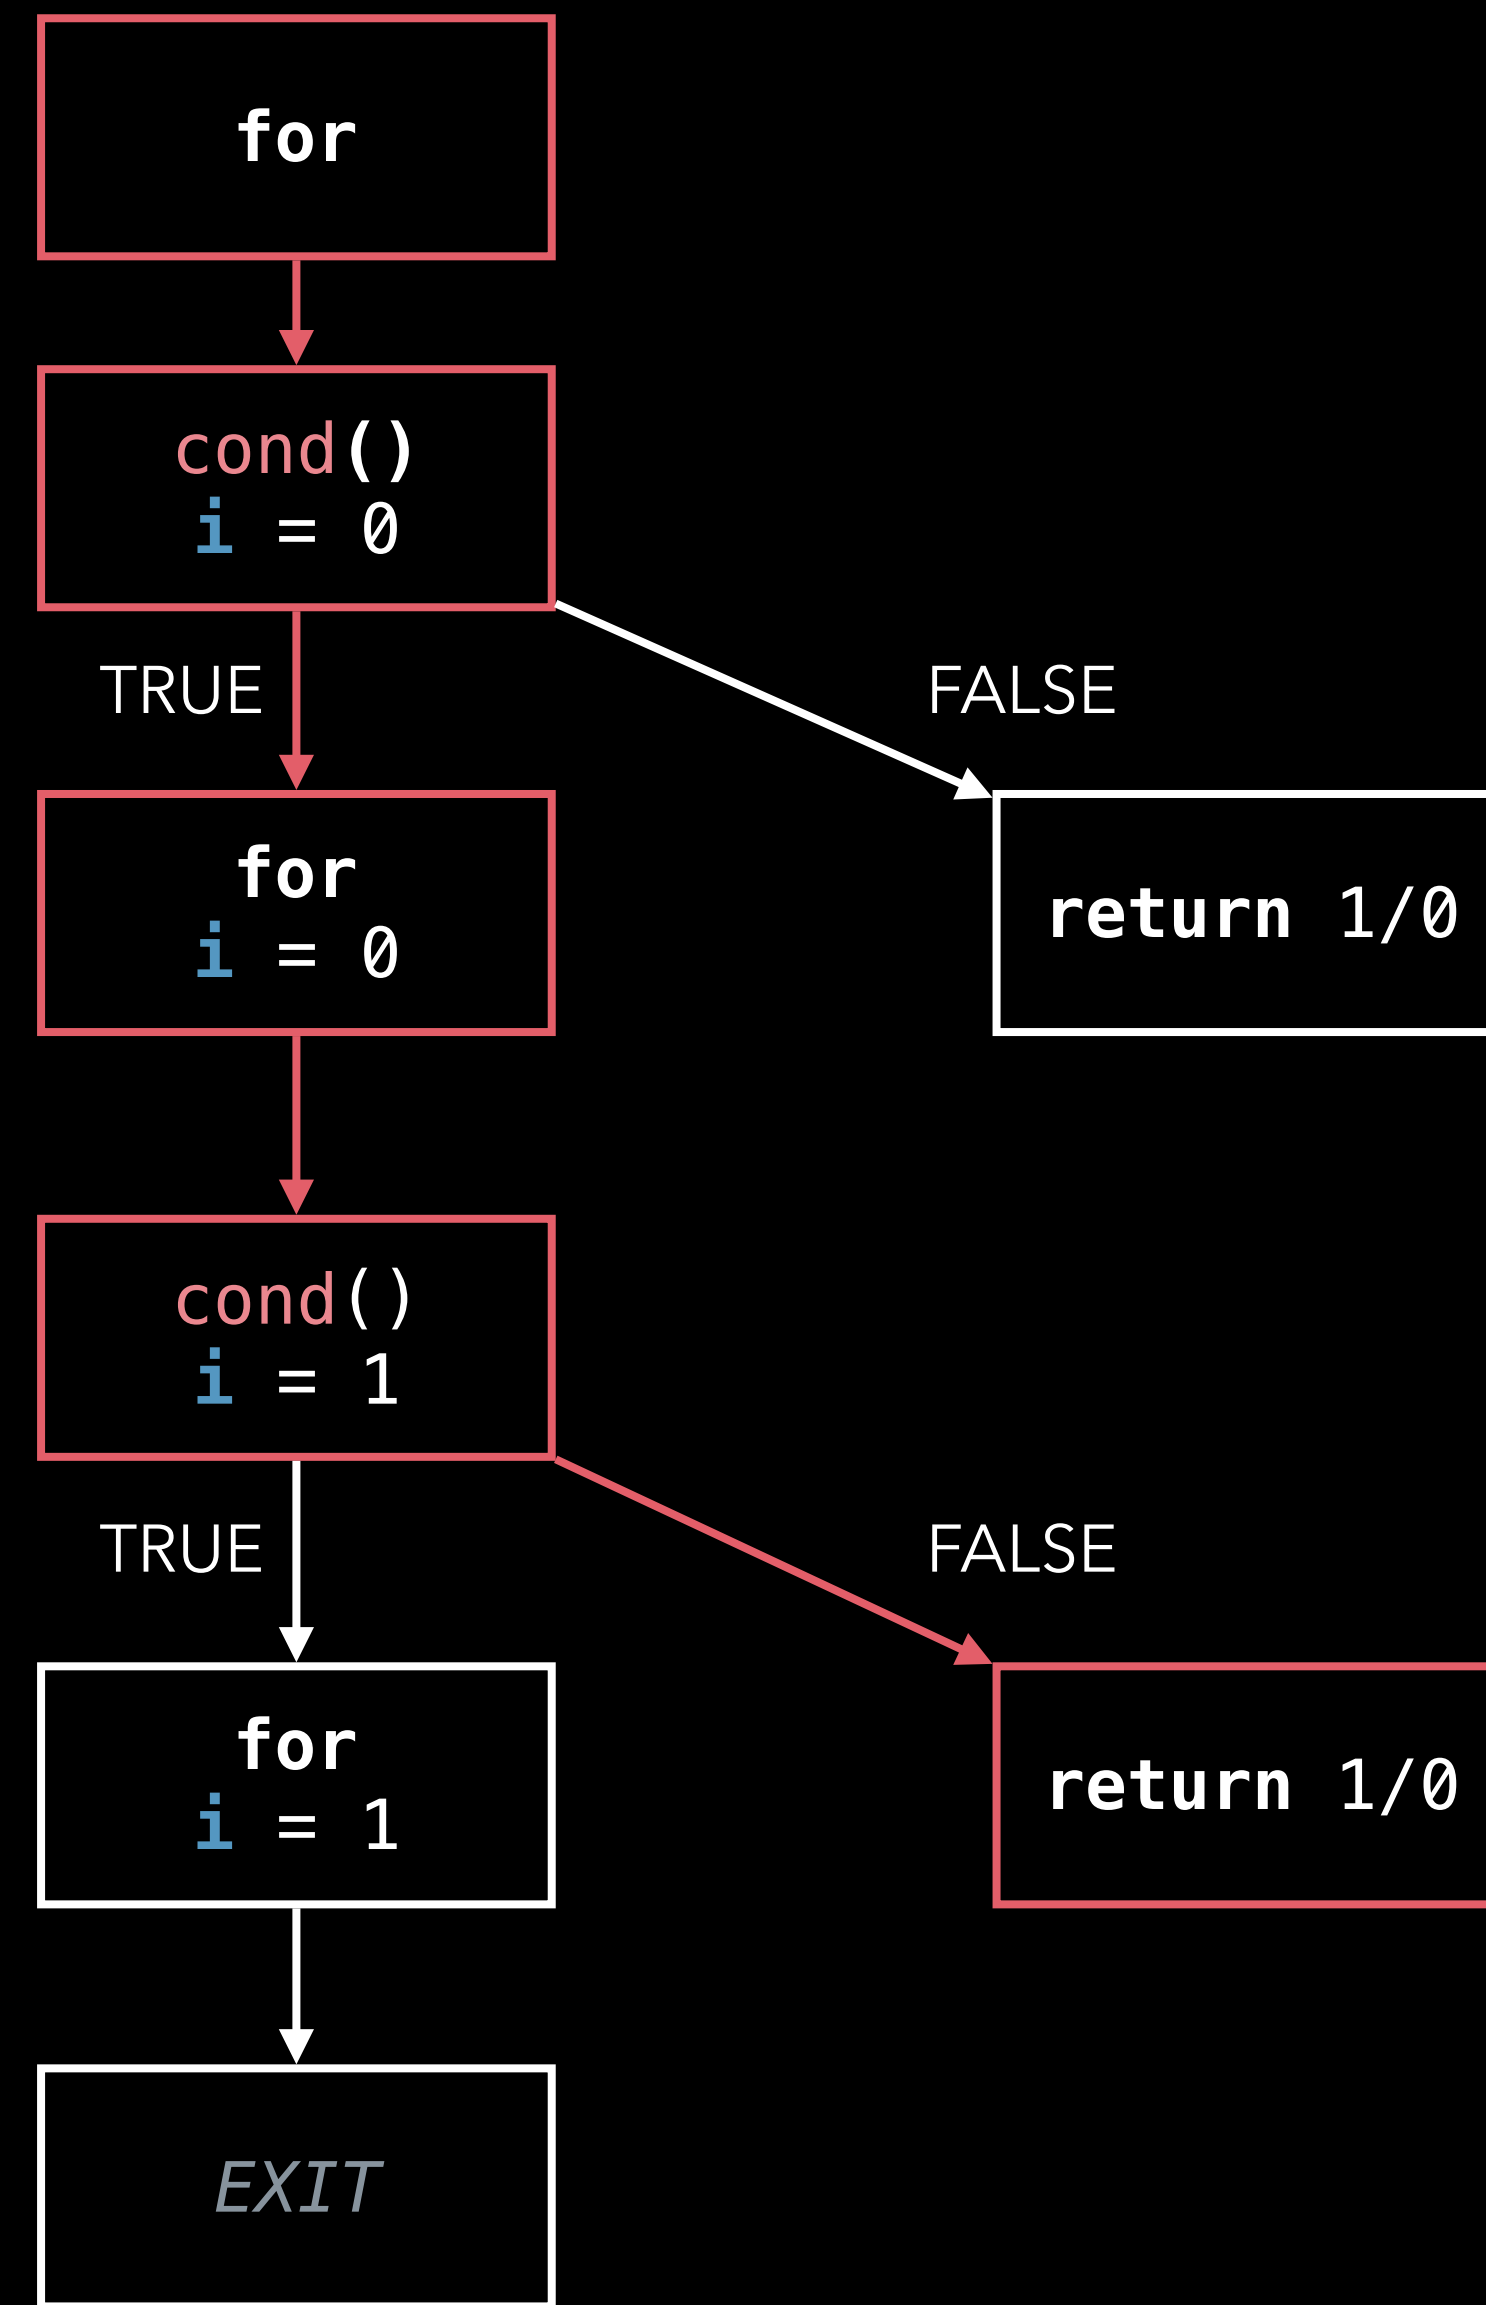 for
cond()
i = 0
TRUE
FALSE
for
i = 0
return 1/0
cond()
i = 1
TRUE
FALSE
for
i = 1
return 1/0
EXIT